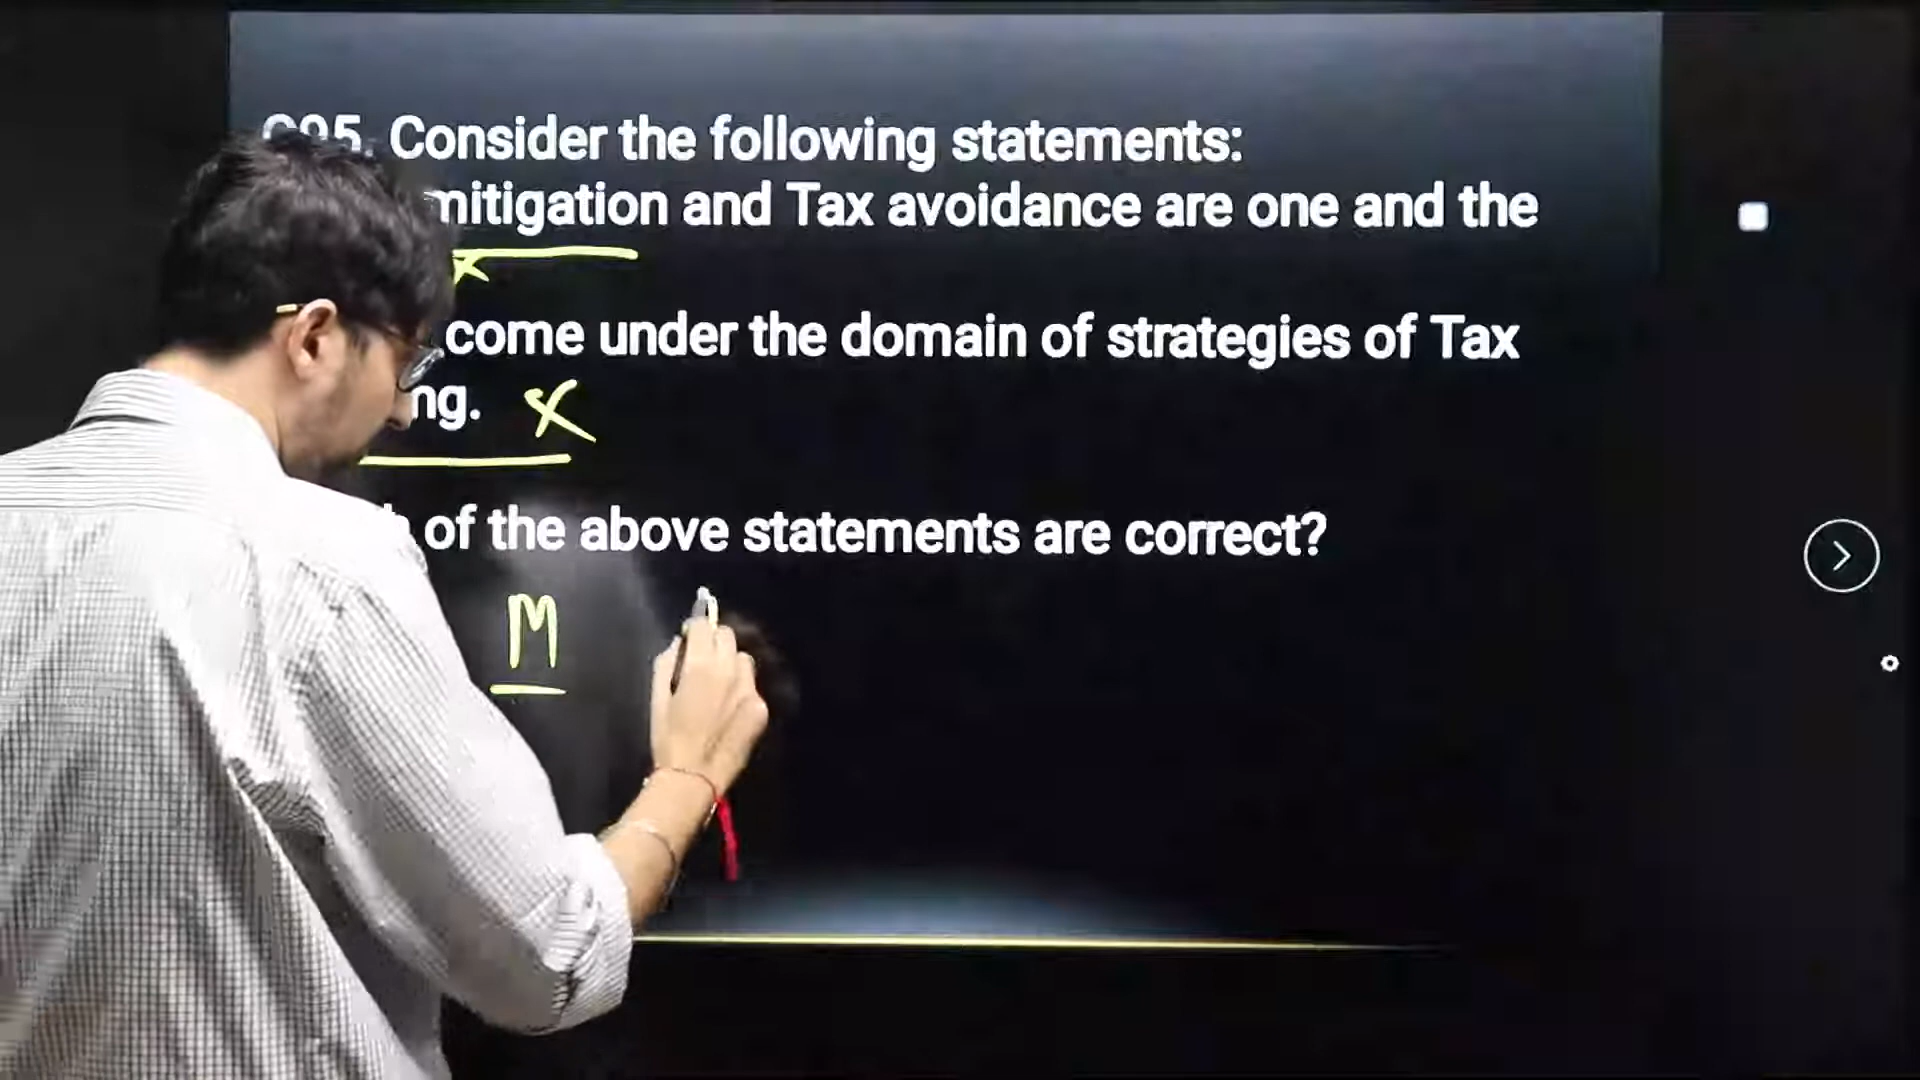 Q95. Consider the following statements:
mitigation and Tax avoidance are one and the
come under the domain of strategies of Tax
of the above statements are correct?
M